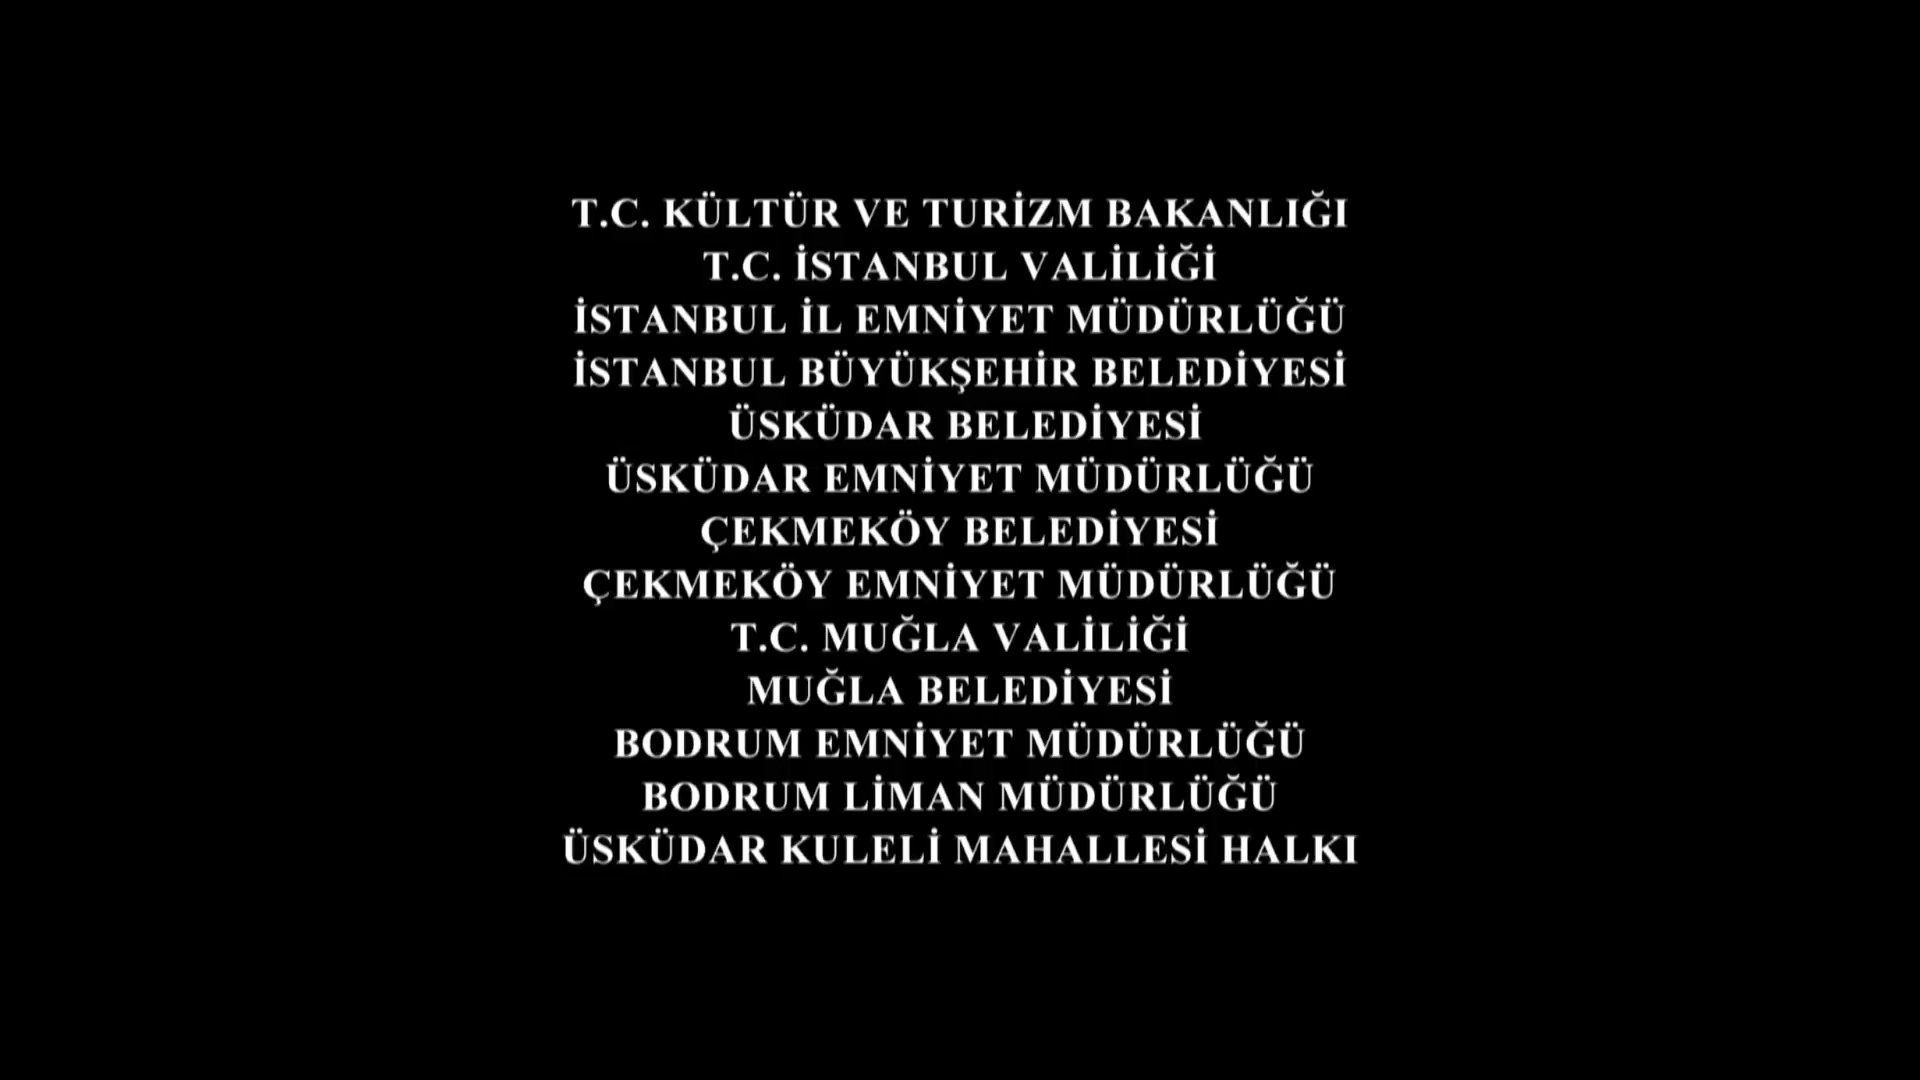 T.C. KÜLTÜR VE TURİZM BAKANLIĞI
T.C. İSTANBUL VALİLİĞİ
İSTANBUL İL EMNİYET MÜDÜRLÜĞÜ
İSTANBUL BÜYÜKŞEHİR BELEDİYESİ
ÜSKÜDAR BELEDİYESİ
ÜSKÜDAR EMNİYET MÜDÜRLÜĞÜ
ÇEKMEKÖY BELEDİYESİ
ÇEKMEKÖY EMNİYET MÜDÜRLÜĞÜ
T.C. MUĞLA VALİLİĞİ
MUĞLA BELEDİYESİ
BODRUM EMNİYET MÜDÜRLÜĞÜ
BODRUM LİMAN MÜDÜRLÜĞÜ
ÜSKÜDAR KULELİ MAHALLESİ HALKI